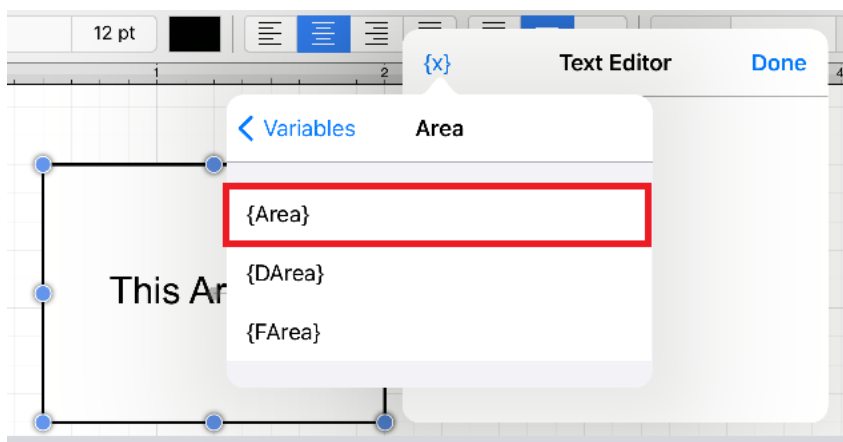 12 pt
1
2
4
{x}
Text Editor
Done
Variables
Area
{Area}
{DArea}
{FArea}
This Ar